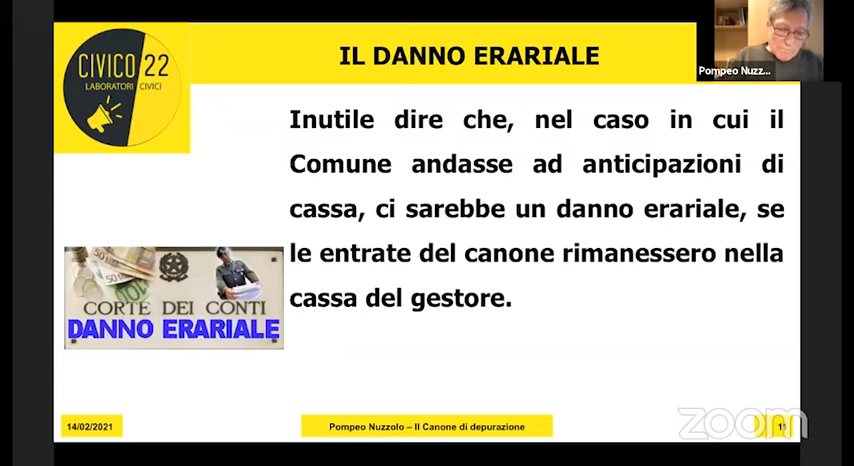 CIVICO 22
LABORATORI CIVICI
IL DANNO ERARIALE
Pompeo Nuzz...
Inutile dire che, nel caso in cui il
Comune andasse ad anticipazioni di
cassa, ci sarebbe un danno erariale, se
le entrate del canone rimanessero nella
cassa del gestore.
CORTE DEI CONTI
DANNO ERARIALE
14/02/2021
Pompeo Nuzzolo – Il Canone di depurazione
zoom
11